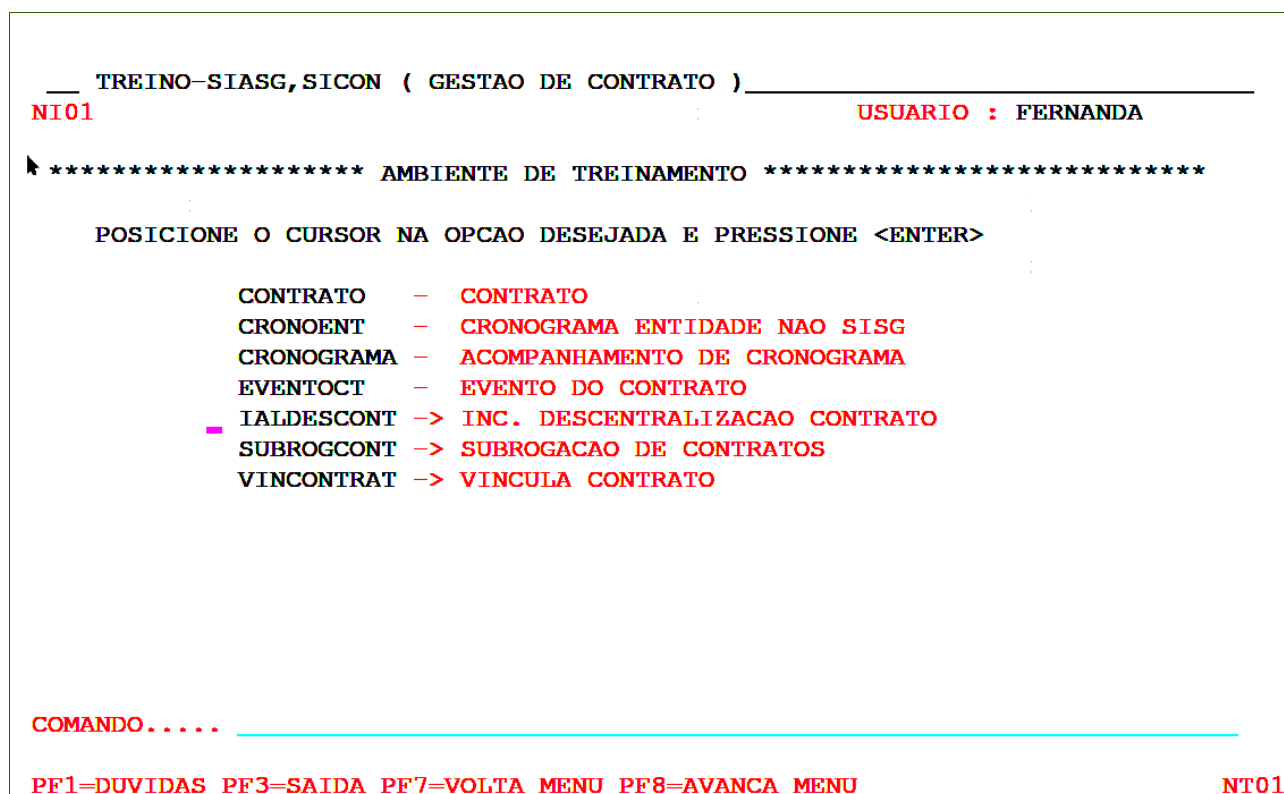 __ TREINO-SIASG,SICON ( GESTAO DE CONTRATO )________________________________
NI01 USUARIO : FERNANDA
******************** AMBIENTE DE TREINAMENTO ****************************
POSICIONE O CURSOR NA OPCAO DESEJADA E PRESSIONE <ENTER>
CONTRATO - CONTRATO
CRONOENT - CRONOGRAMA ENTIDADE NAO SISG
CRONOGRAMA - ACOMPANHAMENTO DE CRONOGRAMA
EVENTOCT - EVENTO DO CONTRATO
IALDESCONT -> INC. DESCENTRALIZACAO CONTRATO
SUBROGCONT -> SUBROGACAO DE CONTRATOS
VINCONTRAT -> VINCULA CONTRATO
COMANDO..... _______________________________________________________________
PF1=DUVIDAS PF3=SAIDA PF7=VOLTA MENU PF8=AVANCA MENU NT01